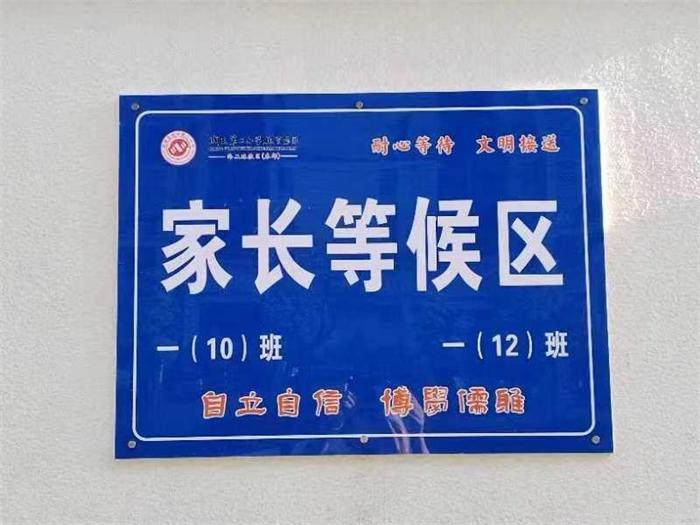 耐心等待 文明接送
家长等候区
一(10)班 一(12)班
自立自信 博學儒雅